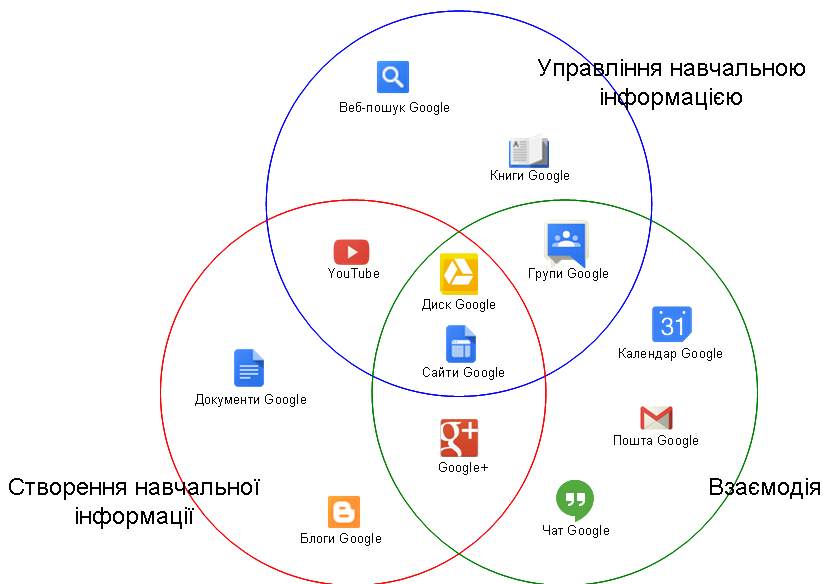 Управління навчальною
інформацією
Веб-пошук Google
Книги Google
YouTube
Групи Google
Диск Google
31
Календар Google
Сайти Google
Документи Google
g+
Google+
Пошта Google
Створення навчальної
інформації
Взаємодія
Блоги Google
Чат Google